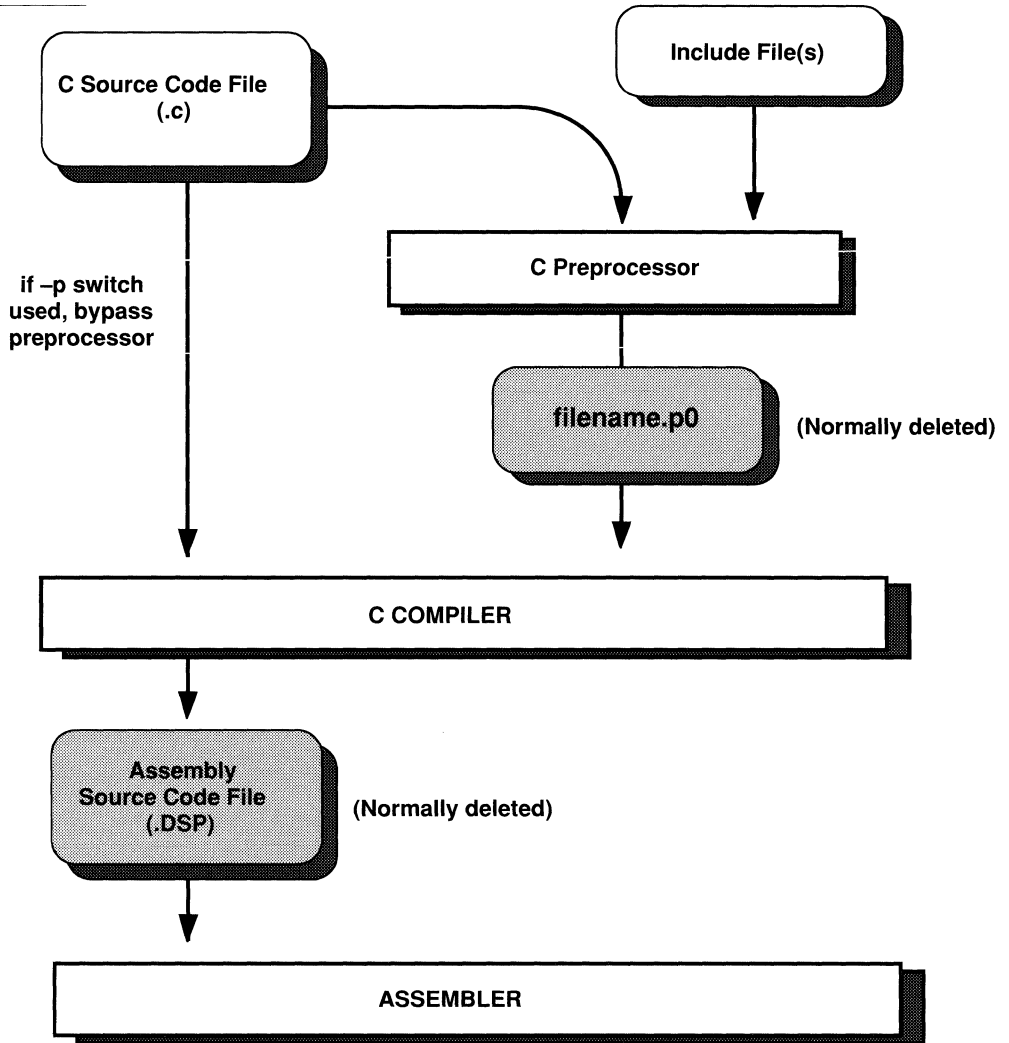 C Source Code File
(.c)
Include File(s)
C Preprocessor
if –p switch
used, bypass
preprocessor
filename.p0
(Normally deleted)
C COMPILER
Assembly
Source Code File
(.DSP)
(Normally deleted)
ASSEMBLER